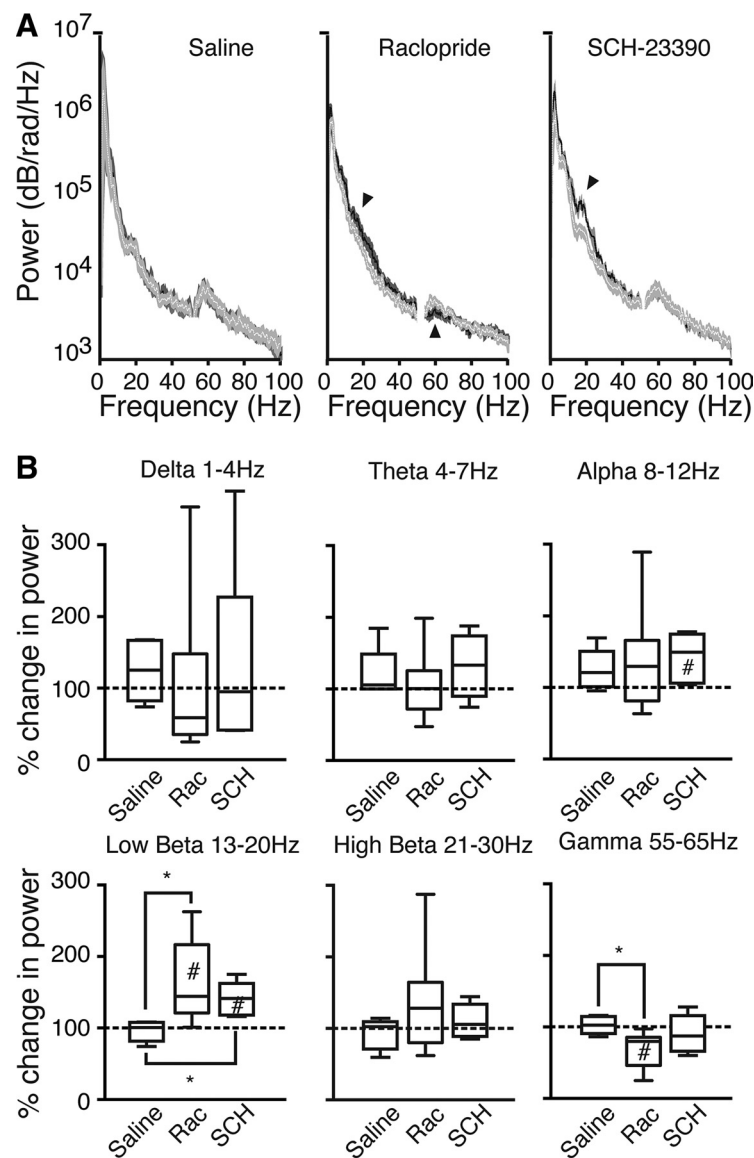 A
Saline Raclopride SCH-23390
Power (dB/rad/Hz)
10⁷
10⁶
10⁵
10⁴
10³
0 20 40 60 80 100 0 20 40 60 80 100 0 20 40 60 80 100
Frequency (Hz) Frequency (Hz) Frequency (Hz)
B
Delta 1-4Hz Theta 4-7Hz Alpha 8-12Hz
% change in power
300
200
100
0
#
Saline Rac SCH Saline Rac SCH Saline Rac SCH
Low Beta 13-20Hz High Beta 21-30Hz Gamma 55-65Hz
% change in power
300
200
100
0
*
# #
*
*
#
Saline Rac SCH Saline Rac SCH Saline Rac SCH